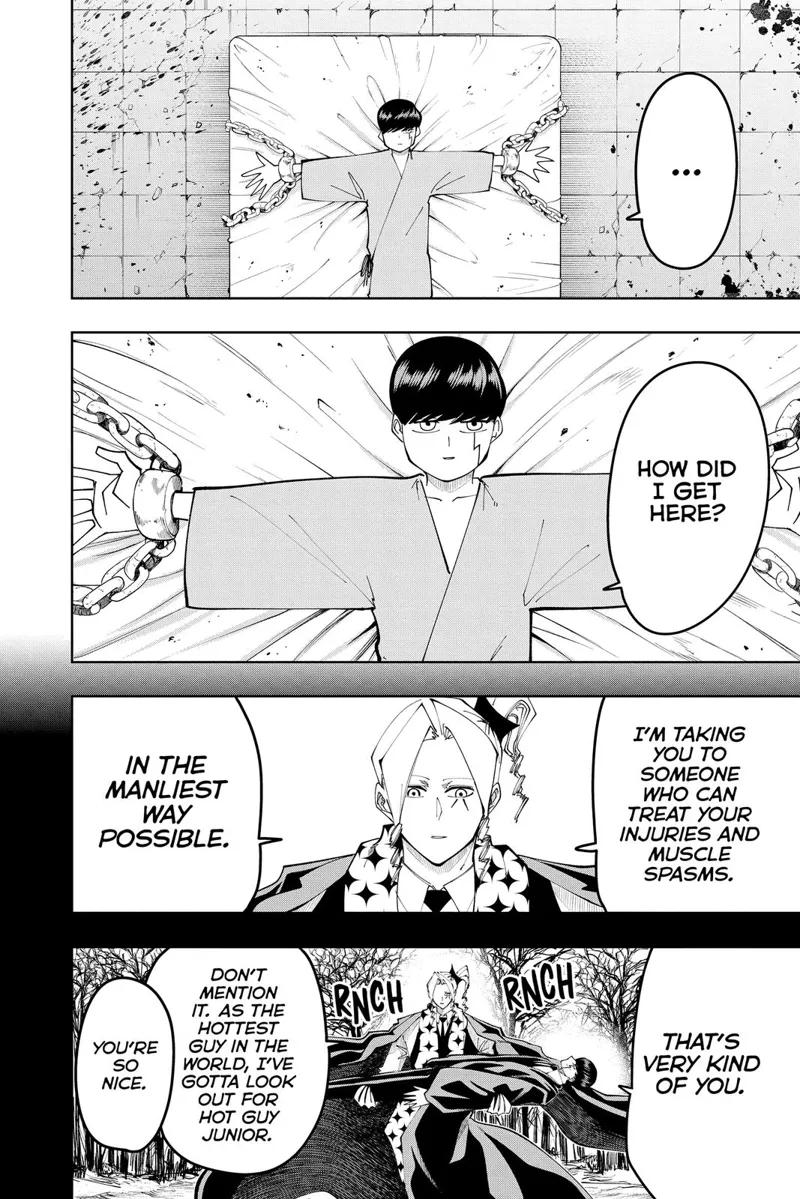 ...
HOW DID
I GET
HERE?
I'M TAKING
YOU TO
SOMEONE
WHO CAN
TREAT YOUR
INJURIES AND
MUSCLE
SPASMS.
IN THE
MANLIEST
WAY
POSSIBLE.
THAT'S
VERY KIND
OF YOU.
RNCH
RNCH
DON'T
MENTION
IT. AS THE
HOTTEST
GUY IN THE
WORLD, I'VE
GOTTA LOOK
OUT FOR
HOT GUY
JUNIOR.
YOU'RE
SO
NICE.